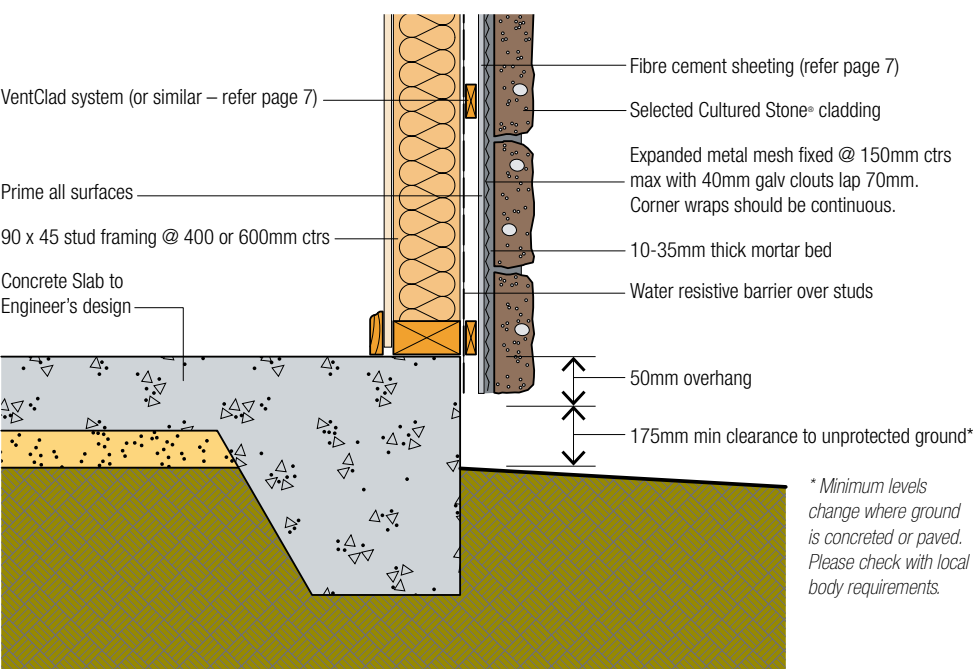 VentClad system (or similar – refer page 7)
Prime all surfaces
90 x 45 stud framing @ 400 or 600mm ctrs
Concrete Slab to
Engineer’s design
Fibre cement sheeting (refer page 7)
Selected Cultured Stone® cladding
Expanded metal mesh fixed @ 150mm ctrs
max with 40mm galv clouts lap 70mm.
Corner wraps should be continuous.
10-35mm thick mortar bed
Water resistive barrier over studs
50mm overhang
175mm min clearance to unprotected ground*
* Minimum levels
change where ground
is concreted or paved.
Please check with local
body requirements.